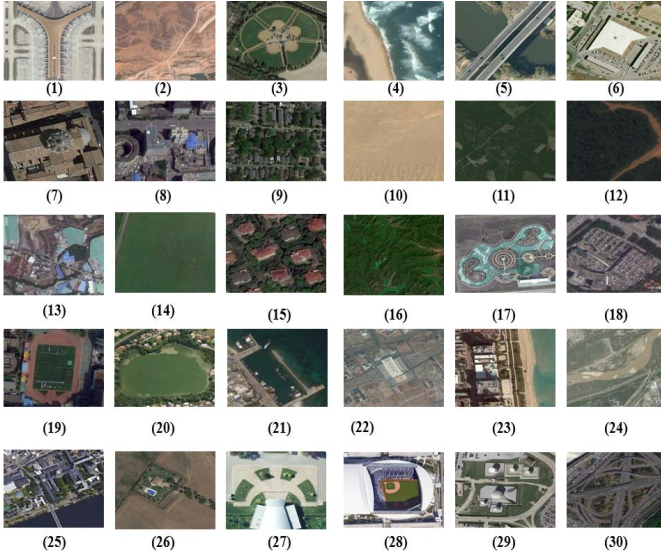 (1) (2) (3) (4) (5) (6)
(7) (8) (9) (10) (11) (12)
(13) (14) (15) (16) (17) (18)
(19) (20) (21) (22) (23) (24)
(25) (26) (27) (28) (29) (30)